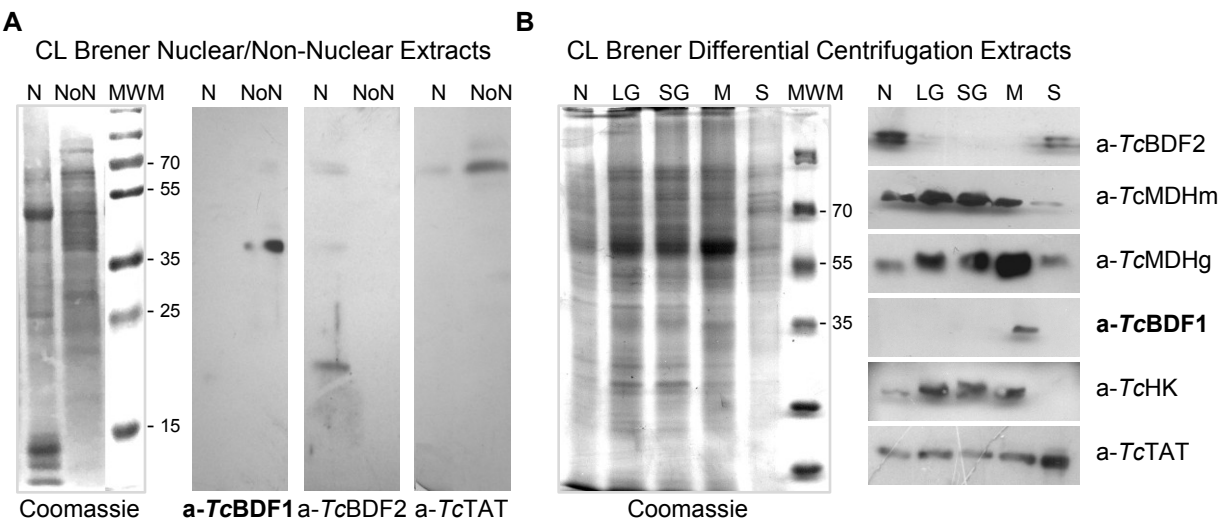 A
CL Brener Nuclear/Non-Nuclear Extracts
N NoN MWM N NoN N NoN N NoN
- 70
- 55
- 35
- 25
- 15
Coomassie a-TcBDF1 a-TcBDF2 a-TcTAT
B
CL Brener Differential Centrifugation Extracts
N LG SG M S MWM
- 70
- 55
- 35
Coomassie
N LG SG M S
a-TcBDF2
a-TcMDHm
a-TcMDHg
a-TcBDF1
a-TcHK
a-TcTAT